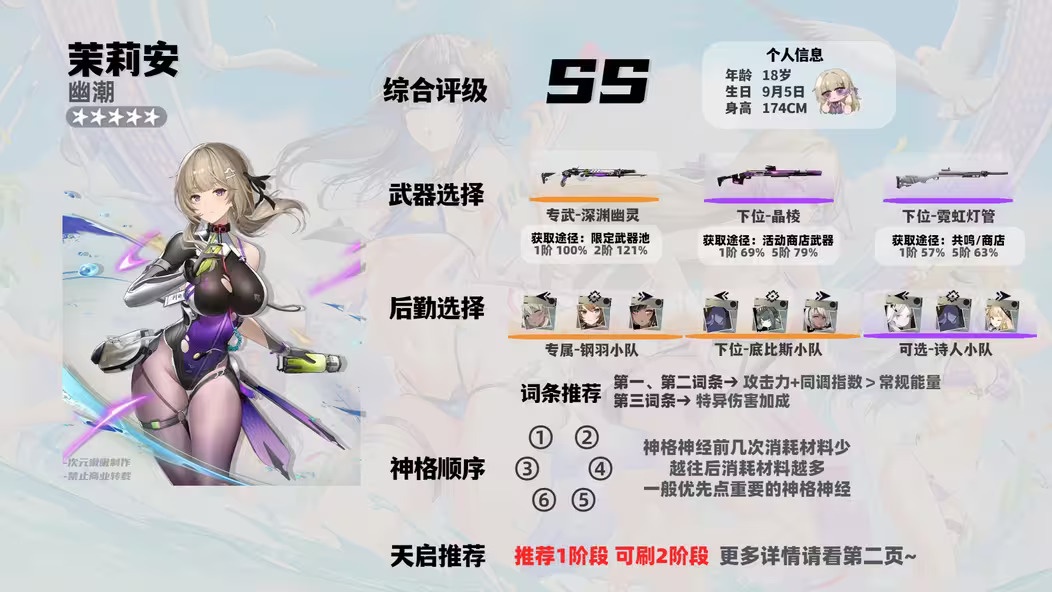 茉莉安
幽潮
综合评级
SS
个人信息
年龄 18岁
生日 9月5日
身高 174CM
武器选择
专武-深渊幽灵
获取途径：限定武器池
1阶 100% 2阶 121%
下位-晶棱
获取途径：活动商店武器
1阶 69% 5阶 79%
下位-霓虹灯管
获取途径：共鸣/商店
1阶 57% 5阶 63%
后勤选择
专属-钢羽小队
下位-底比斯小队
可选-诗人小队
词条推荐
第一、第二词条→ 攻击力+同调指数＞常规能量
第三词条→ 特异伤害加成
神格顺序
① ②
③ ④
⑥ ⑤
神格神经前几次消耗材料少
越往后消耗材料越多
一般优先点重要的神格神经
天启推荐
推荐1阶段 可刷2阶段 更多详情请看第二页~
-禁止商业转载